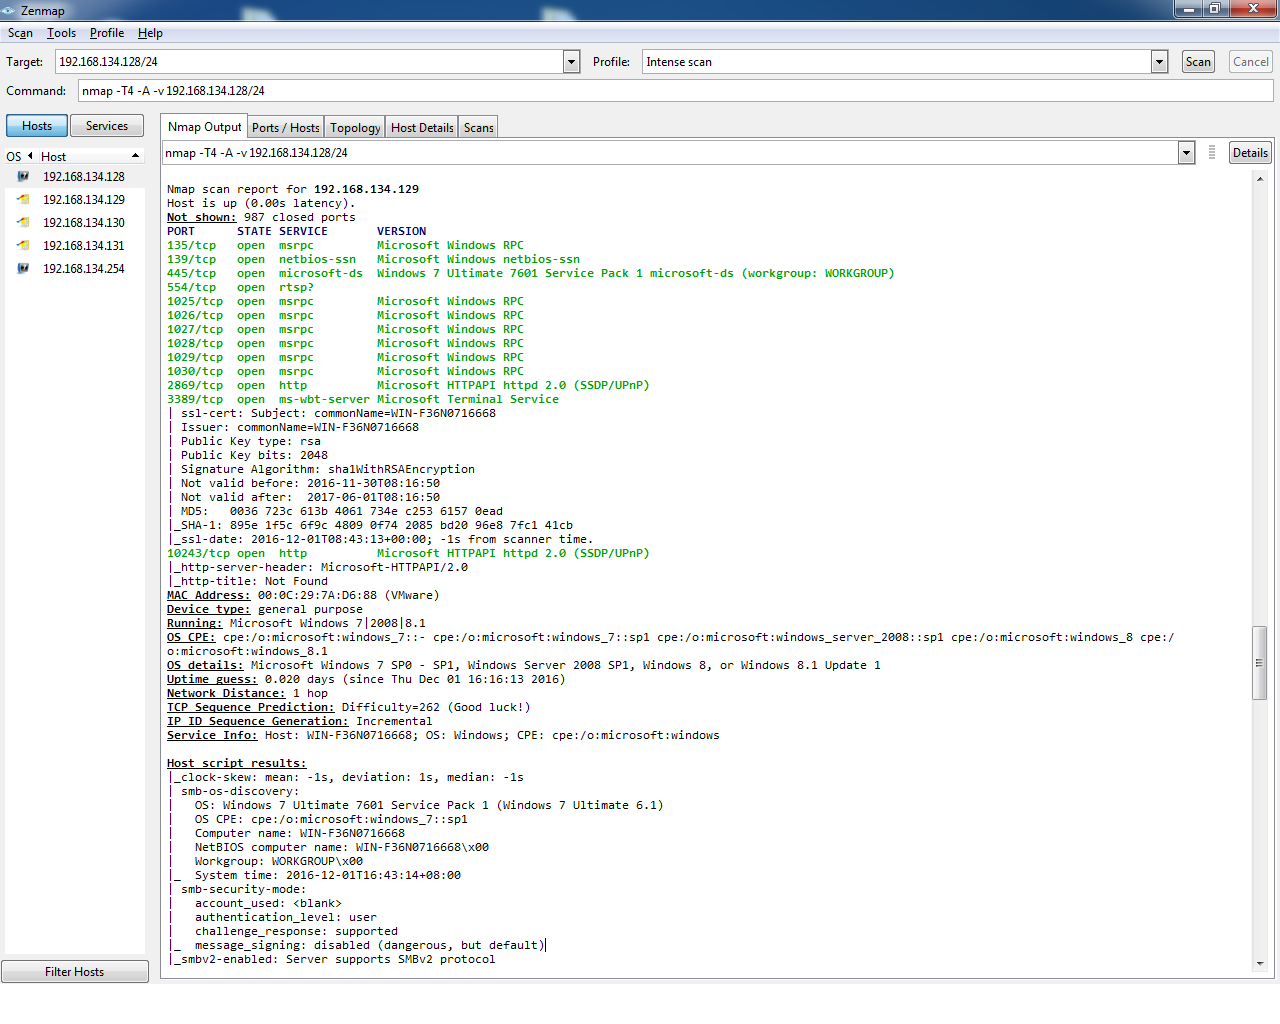 Zenmap
Scan Tools Profile Help
Target: 192.168.134.128/24 Profile: Intense scan Scan Cancel
Command: nmap -T4 -A -v 192.168.134.128/24
Hosts Services
Nmap Output Ports / Hosts Topology Host Details Scans
OS Host
nmap -T4 -A -v 192.168.134.128/24 Details
192.168.134.128
192.168.134.129
192.168.134.130
192.168.134.131
192.168.134.254
Filter Hosts
Nmap scan report for 192.168.134.129
Host is up (0.00s latency).
Not shown: 987 closed ports
PORT STATE SERVICE VERSION
135/tcp open msrpc Microsoft Windows RPC
139/tcp open netbios-ssn Microsoft Windows netbios-ssn
445/tcp open microsoft-ds Windows 7 Ultimate 7601 Service Pack 1 microsoft-ds (workgroup: WORKGROUP)
554/tcp open rtsp?
1025/tcp open msrpc Microsoft Windows RPC
1026/tcp open msrpc Microsoft Windows RPC
1027/tcp open msrpc Microsoft Windows RPC
1028/tcp open msrpc Microsoft Windows RPC
1029/tcp open msrpc Microsoft Windows RPC
1030/tcp open msrpc Microsoft Windows RPC
2869/tcp open http Microsoft HTTPAPI httpd 2.0 (SSDP/UPnP)
3389/tcp open ms-wbt-server Microsoft Terminal Service
| ssl-cert: Subject: commonName=WIN-F36N0716668
| Issuer: commonName=WIN-F36N0716668
| Public Key type: rsa
| Public Key bits: 2048
| Signature Algorithm: sha1WithRSAEncryption
| Not valid before: 2016-11-30T08:16:50
| Not valid after:  2017-06-01T08:16:50
| MD5:   0036 723c 613b 4061 734e c253 6157 0ead
|_SHA-1: 895e 1f5c 6f9c 4809 0f74 2085 bd20 96e8 7fc1 41cb
|_ssl-date: 2016-12-01T08:43:13+00:00; -1s from scanner time.
10243/tcp open http Microsoft HTTPAPI httpd 2.0 (SSDP/UPnP)
|_http-server-header: Microsoft-HTTPAPI/2.0
|_http-title: Not Found
MAC Address: 00:0C:29:7A:D6:88 (VMware)
Device type: general purpose
Running: Microsoft Windows 7|2008|8.1
OS CPE: cpe:/o:microsoft:windows_7::- cpe:/o:microsoft:windows_7::sp1 cpe:/o:microsoft:windows_server_2008::sp1 cpe:/o:microsoft:windows_8 cpe:/
o:microsoft:windows_8.1
OS details: Microsoft Windows 7 SP0 - SP1, Windows Server 2008 SP1, Windows 8, or Windows 8.1 Update 1
Uptime guess: 0.020 days (since Thu Dec 01 16:16:13 2016)
Network Distance: 1 hop
TCP Sequence Prediction: Difficulty=262 (Good luck!)
IP ID Sequence Generation: Incremental
Service Info: Host: WIN-F36N0716668; OS: Windows; CPE: cpe:/o:microsoft:windows
Host script results:
|_clock-skew: mean: -1s, deviation: 1s, median: -1s
| smb-os-discovery:
|   OS: Windows 7 Ultimate 7601 Service Pack 1 (Windows 7 Ultimate 6.1)
|   OS CPE: cpe:/o:microsoft:windows_7::sp1
|   Computer name: WIN-F36N0716668
|   NetBIOS computer name: WIN-F36N0716668\x00
|   Workgroup: WORKGROUP\x00
|_  System time: 2016-12-01T16:43:14+08:00
| smb-security-mode:
|   account_used: <blank>
|   authentication_level: user
|   challenge_response: supported
|_  message_signing: disabled (dangerous, but default)
|_smbv2-enabled: Server supports SMBv2 protocol